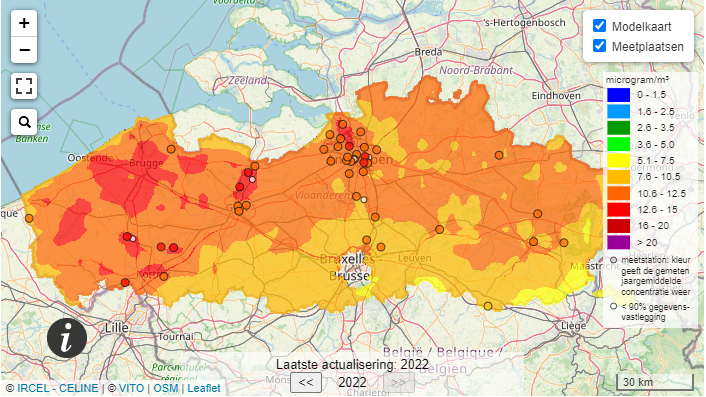 +
−
's-Hertogenbosch
Breda
Noord-Brabant
Eindhoven
Zeeland
Banken
Oostende
Brugge
Vlaanderen
Leuven
Bruxelles -
Brussel
Maastricht
Kortrijk
Lille
Tournai
Liège
België / Belgique /
Belgien
Charleroi
Modelkaart
Meetplaatsen
microgram/m³
0 - 1.5
1.6 - 2.5
2.6 - 3.5
3.6 - 5.0
5.1 - 7.5
7.6 - 10.5
10.6 - 12.5
12.6 - 15
16 - 20
> 20
meetstation: kleur
geeft de gemeten
jaargemiddelde
concentratie weer
< 90% gegevens-
vastlegging
i
Laatste actualisering: 2022
<< 2022 >>
30 km
© IRCEL - CELINE | © VITO | OSM | Leaflet